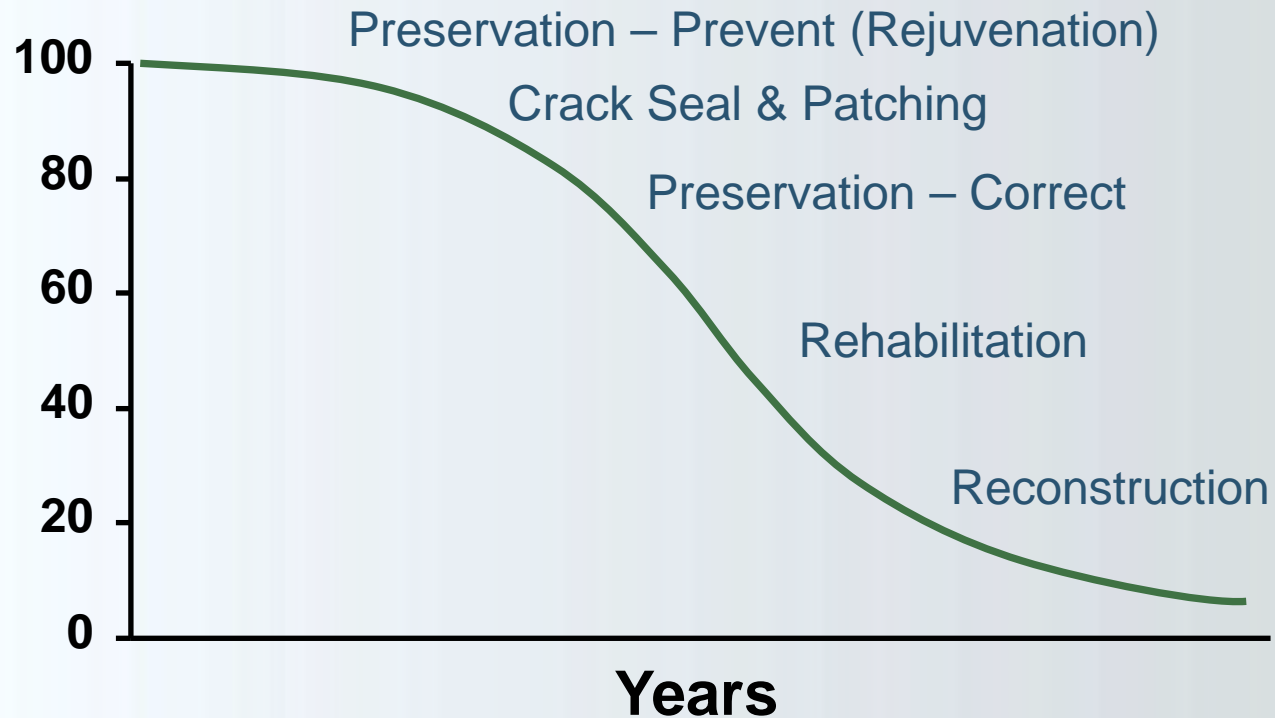 Preservation – Prevent (Rejuvenation)
100
Crack Seal & Patching
80
Preservation – Correct
60
Rehabilitation
40
Reconstruction
20
0
Years